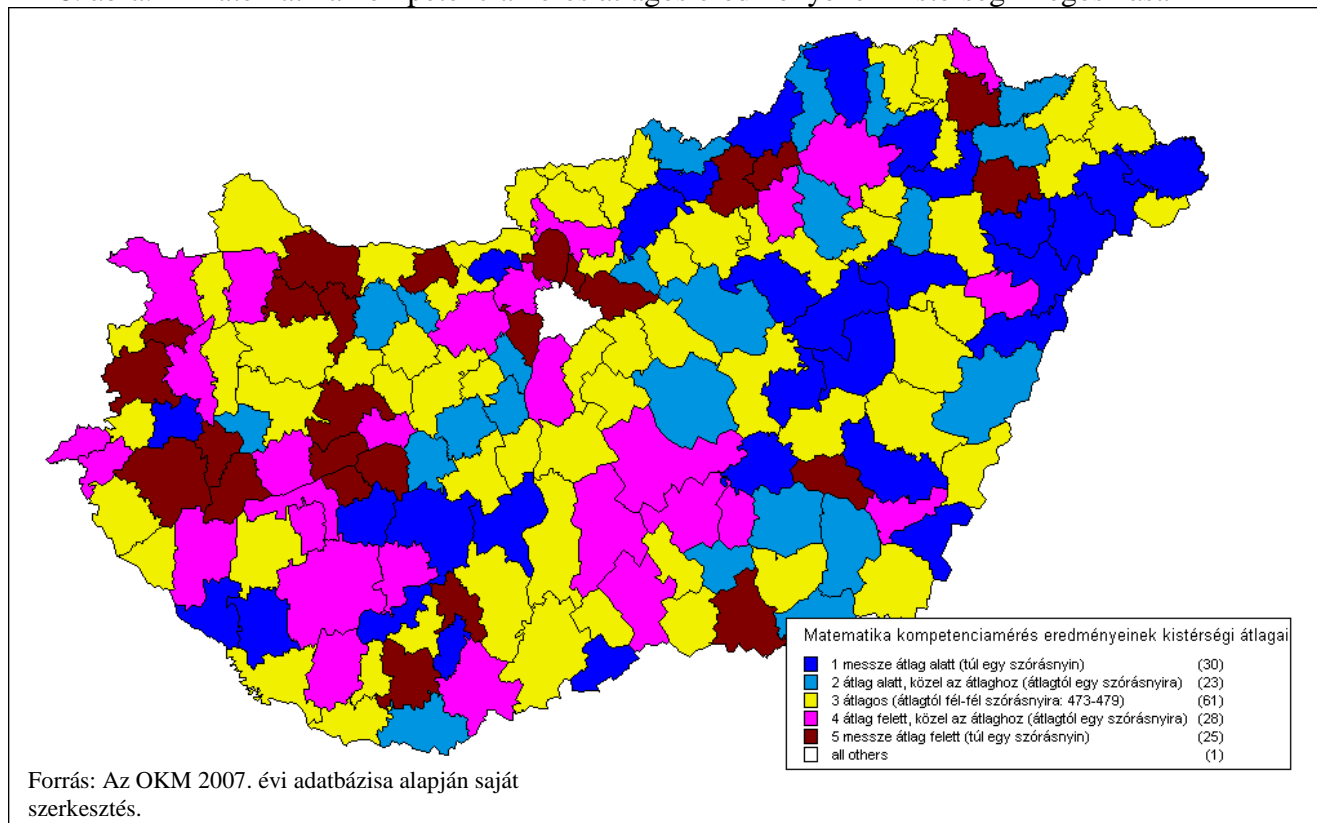 Matematika kompetenciamérés eredményeinek kistérségi átlagai
1 messze átlag alatt (túl egy szórásnyin) (30)
2 átlag alatt, közel az átlaghoz (átlagtól egy szórásnyira) (23)
3 átlagos (átlagtól fél-fél szórásnyira: 473-479) (61)
4 átlag felett, közel az átlaghoz (átlagtól egy szórásnyira) (28)
5 messze átlag felett (túl egy szórásnyin) (25)
all others (1)
Forrás: Az OKM 2007. évi adatbázisa alapján saját
szerkesztés.